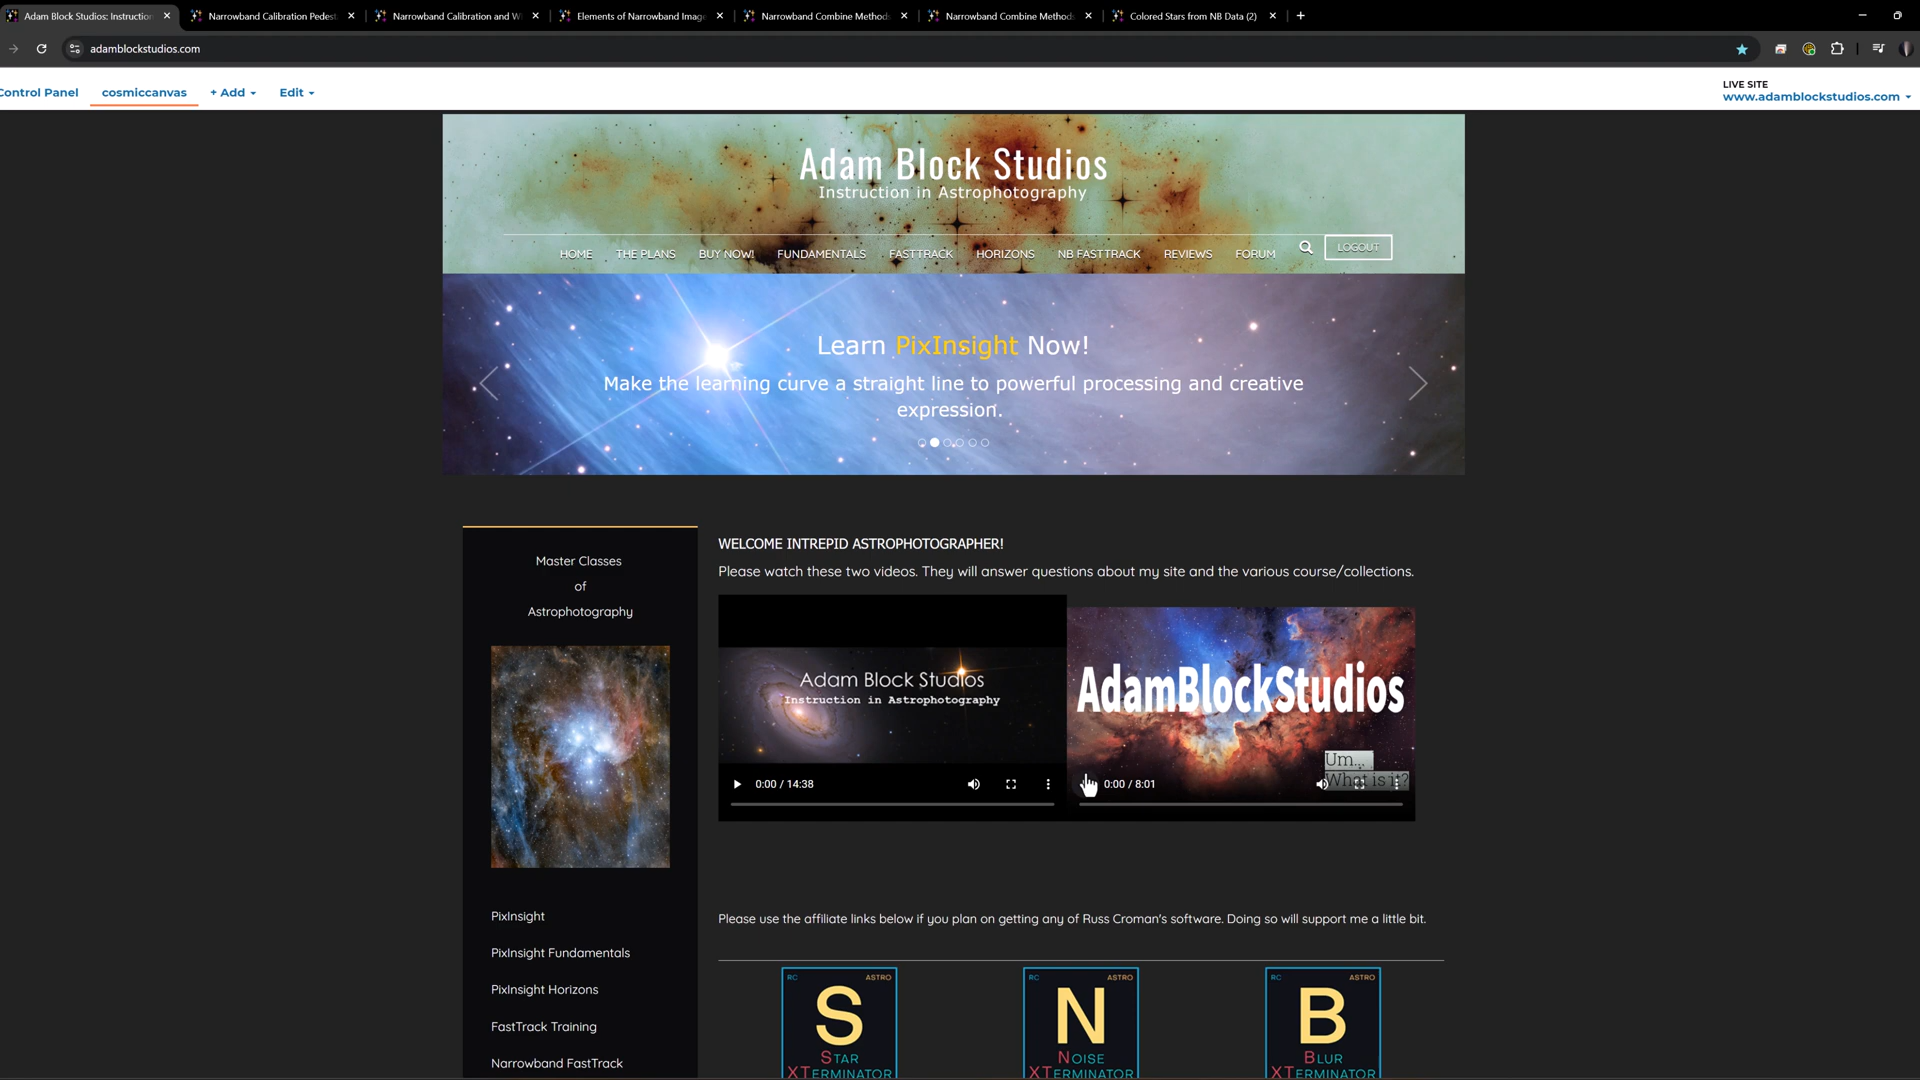 Adam Block Studios: Instruction
Narrowband Calibration Pedest
Narrowband Calibration and W
Elements of Narrowband Image
Narrowband Combine Methods
Narrowband Combine Methods
Colored Stars from NB Data (2)
adamblockstudios.com
Control Panel
cosmiccanvas
+ Add
Edit
LIVE SITE
www.adamblockstudios.com
Adam Block Studios
Instruction in Astrophotography
HOME
THE PLANS
BUY NOW!
FUNDAMENTALS
FASTTRACK
HORIZONS
NB FASTTRACK
REVIEWS
FORUM
LOGOUT
Learn PixInsight Now!
Make the learning curve a straight line to powerful processing and creative
expression.
Master Classes
of
Astrophotography
PixInsight
PixInsight Fundamentals
PixInsight Horizons
FastTrack Training
Narrowband FastTrack
WELCOME INTREPID ASTROPHOTOGRAPHER!
Please watch these two videos. They will answer questions about my site and the various course/collections.
Adam Block Studios
Instruction in Astrophotography
0:00 / 14:38
AdamBlockStudios
Um...
What is it?
0:00 / 8:01
Please use the affiliate links below if you plan on getting any of Russ Croman's software. Doing so will support me a little bit.
RC ASTRO
S
STAR
XTERMINATOR
RC ASTRO
N
NOISE
XTERMINATOR
RC ASTRO
B
BLUR
XTERMINATOR